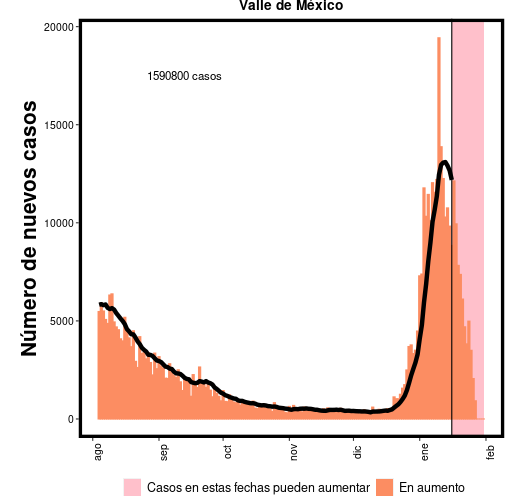 Valle de México
Número de nuevos casos
20000
15000
10000
5000
0
1590800 casos
ago
sep
oct
nov
dic
ene
feb
Casos en estas fechas pueden aumentar
En aumento